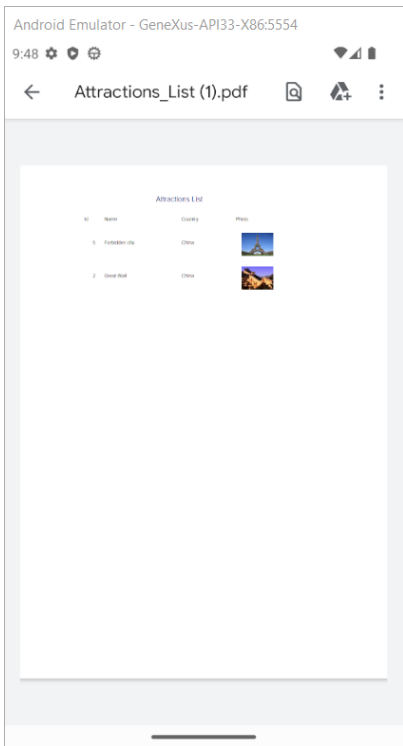 Android Emulator - GeneXus-API33-X86:5554
9:48
Attractions_List (1).pdf
Attractions List
Id Name Country Photo
5 Forbidden city China
2 Great Wall China